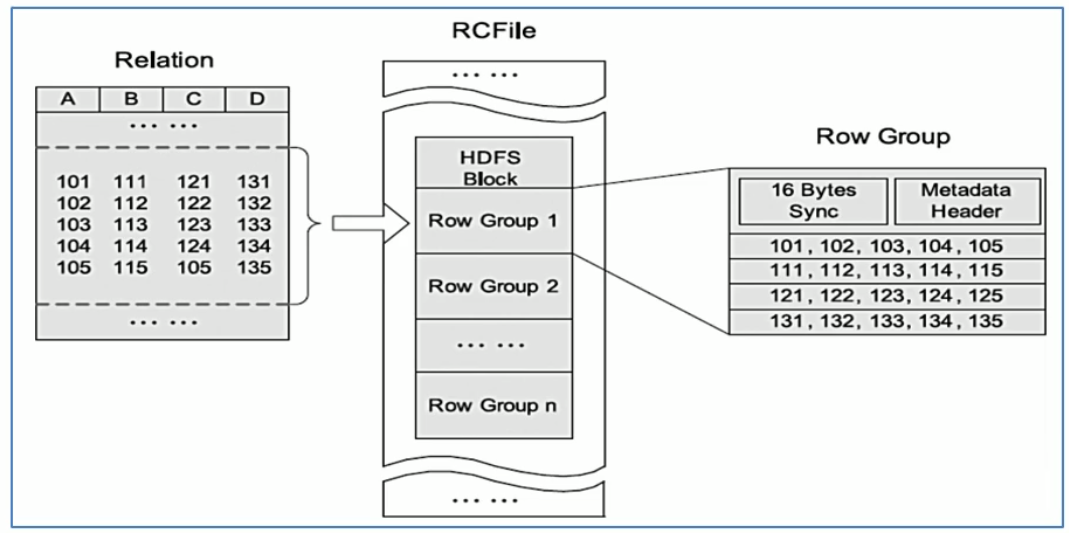 RCFile
Relation
A B C D
... ...
101 111 121 131
102 112 122 132
103 113 123 133
104 114 124 134
105 115 105 135
... ...
... ...
HDFS
Block
Row Group 1
Row Group 2
... ...
Row Group n
... ...
Row Group
16 Bytes
Sync
Metadata
Header
101, 102, 103, 104, 105
111, 112, 113, 114, 115
121, 122, 123, 124, 125
131, 132, 133, 134, 135